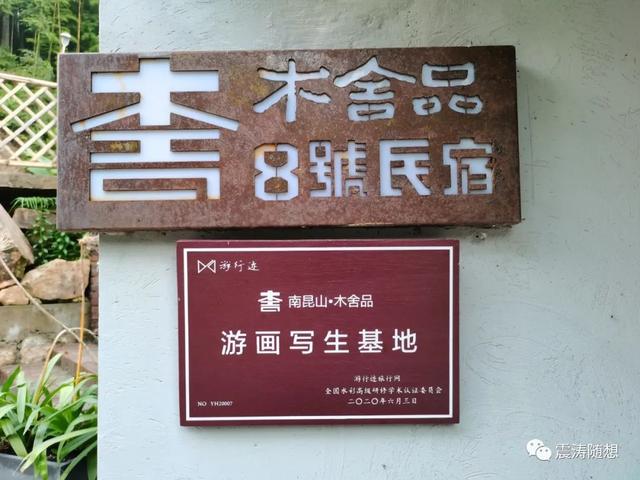 木舍品
8號民宿
游行迹
南昆山·木舍品
游画写生基地
游行迹旅行网
全国水彩高级研修学术认证委员会
二〇二〇年六月三日
NO YH20007
震涛随想